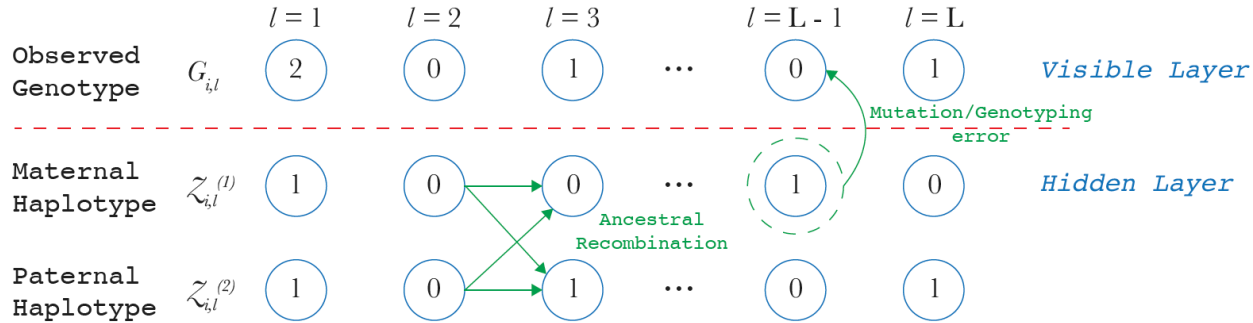 l = 1 l = 2 l = 3 l = L - 1 l = L
Observed
Genotype
G_{i,l} 2 0 1 ... 0 1
Visible Layer
Mutation/Genotyping
error
Maternal
Haplotype
Z_{i,l}^{(1)} 1 0 0 ... 1 0
Hidden Layer
Ancestral
Recombination
Paternal
Haplotype
Z_{i,l}^{(2)} 1 0 1 ... 0 1